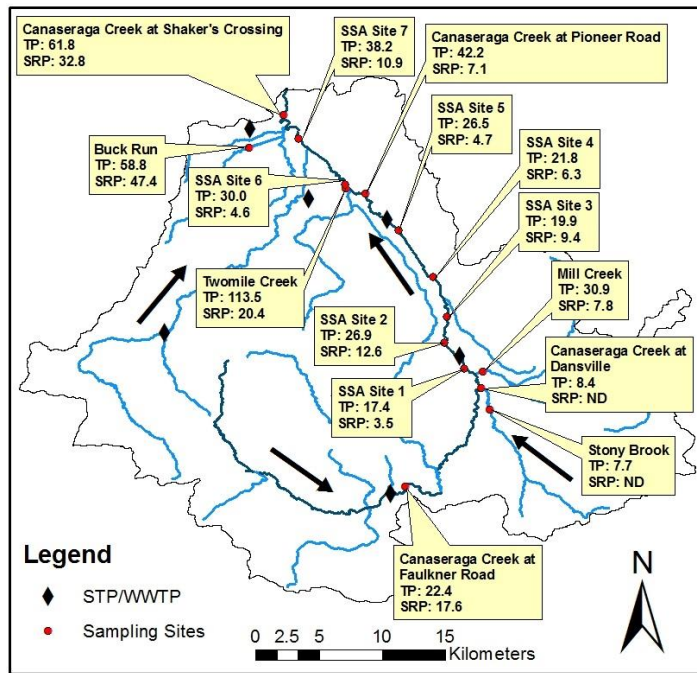 Canaseraga Creek at Shaker's Crossing
TP: 61.8
SRP: 32.8
SSA Site 7
TP: 38.2
SRP: 10.9
Canaseraga Creek at Pioneer Road
TP: 42.2
SRP: 7.1
SSA Site 5
TP: 26.5
SRP: 4.7
Buck Run
TP: 58.8
SRP: 47.4
SSA Site 6
TP: 30.0
SRP: 4.6
SSA Site 4
TP: 21.8
SRP: 6.3
SSA Site 3
TP: 19.9
SRP: 9.4
Twomile Creek
TP: 113.5
SRP: 20.4
Mill Creek
TP: 30.9
SRP: 7.8
SSA Site 2
TP: 26.9
SRP: 12.6
Canaseraga Creek at
Dansville
TP: 8.4
SRP: ND
SSA Site 1
TP: 17.4
SRP: 3.5
Stony Brook
TP: 7.7
SRP: ND
Canaseraga Creek at
Faulkner Road
TP: 22.4
SRP: 17.6
Legend
STP/WWTP
Sampling Sites
N
0 2.5 5 10 15
Kilometers